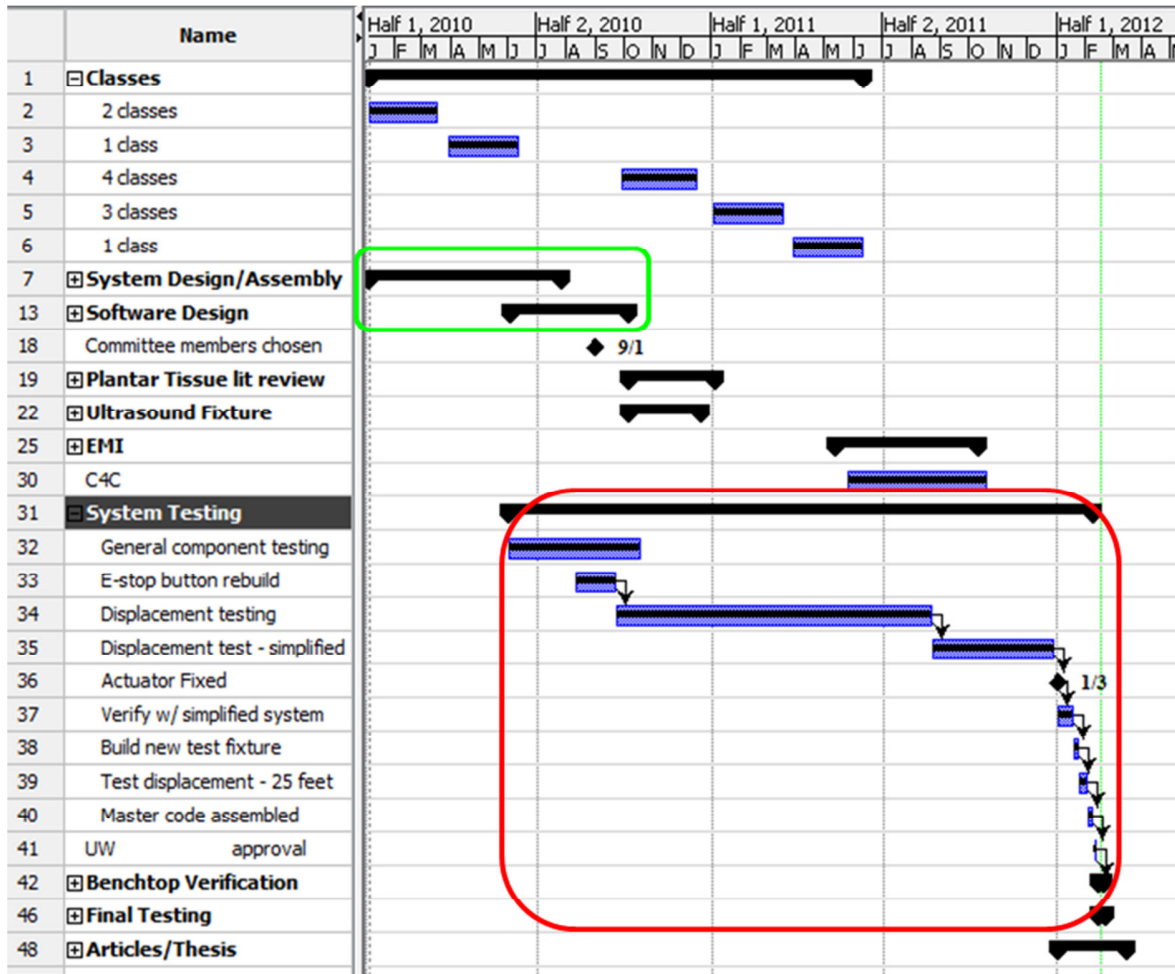 Name
Half 1, 2010 Half 2, 2010 Half 1, 2011 Half 2, 2011 Half 1, 2012
J F M A M J J A S O N D J F M A M J J A S O N D J F M A
1 Classes
2 2 classes
3 1 class
4 4 classes
5 3 classes
6 1 class
7 System Design/Assembly
13 Software Design
18 Committee members chosen 9/1
19 Plantar Tissue lit review
22 Ultrasound Fixture
25 EMI
30 C4C
31 System Testing
32 General component testing
33 E-stop button rebuild
34 Displacement testing
35 Displacement test - simplified
36 Actuator Fixed 1/3
37 Verify w/ simplified system
38 Build new test fixture
39 Test displacement - 25 feet
40 Master code assembled
41 UW approval
42 Benchtop Verification
46 Final Testing
48 Articles/Thesis